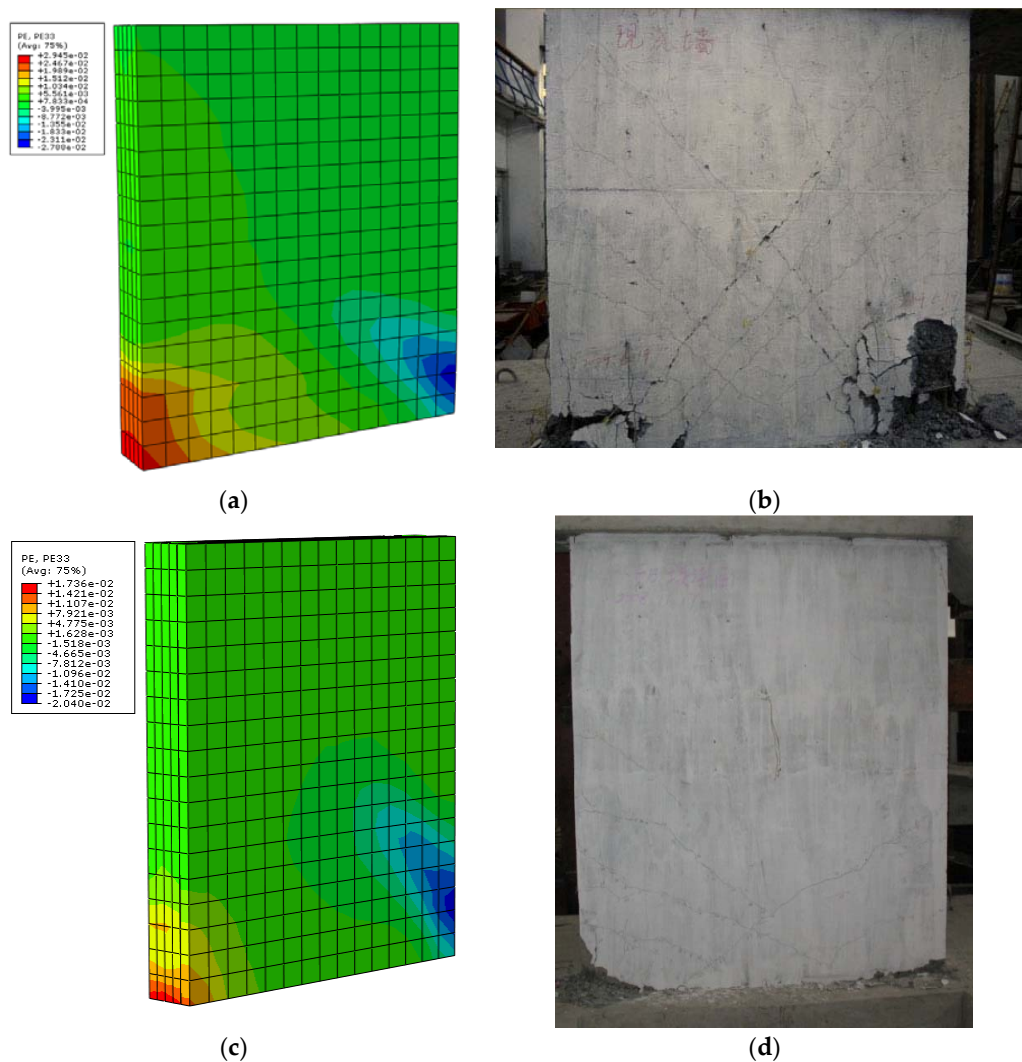 PE, PE33
(Avg: 75%)
+2.945e-02
+2.467e-02
+1.989e-02
+1.512e-02
+1.034e-02
+5.561e-03
+7.833e-04
-3.995e-03
-8.772e-03
-1.355e-02
-1.833e-02
-2.311e-02
-2.788e-02
现浇墙
(a)
(b)
PE, PE33
(Avg: 75%)
+1.736e-02
+1.421e-02
+1.107e-02
+7.921e-03
+4.775e-03
+1.628e-03
-1.518e-03
-4.665e-03
-7.812e-03
-1.096e-02
-1.410e-02
-1.725e-02
-2.040e-02
(c)
(d)